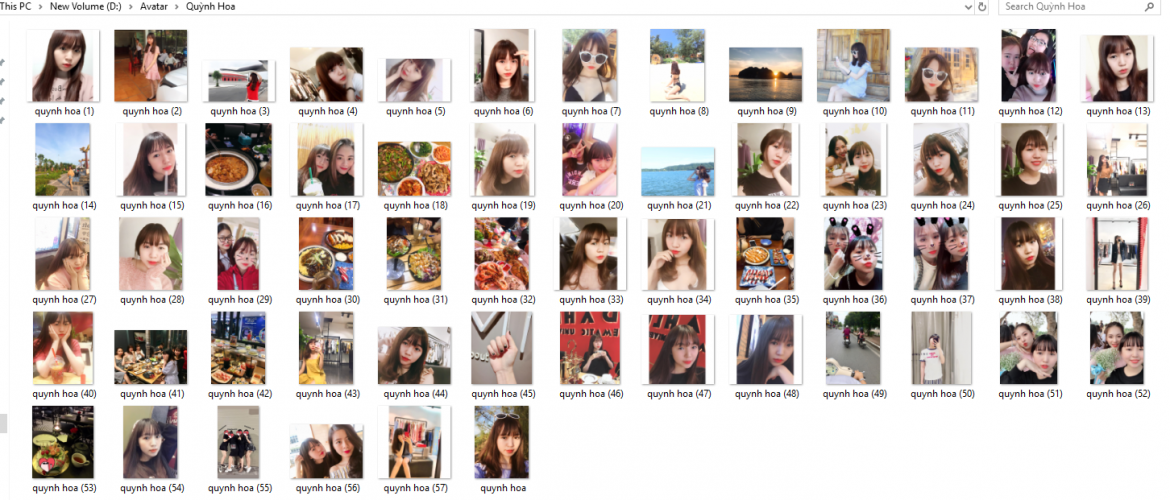 This PC > New Volume (D:) > Avatar > Quỳnh Hoa
Search Quỳnh Hoa
quynh hoa (1) quynh hoa (2) quynh hoa (3) quynh hoa (4) quynh hoa (5) quynh hoa (6) quynh hoa (7) quynh hoa (8) quynh hoa (9) quynh hoa (10) quynh hoa (11) quynh hoa (12) quynh hoa (13)
quynh hoa (14) quynh hoa (15) quynh hoa (16) quynh hoa (17) quynh hoa (18) quynh hoa (19) quynh hoa (20) quynh hoa (21) quynh hoa (22) quynh hoa (23) quynh hoa (24) quynh hoa (25) quynh hoa (26)
quynh hoa (27) quynh hoa (28) quynh hoa (29) quynh hoa (30) quynh hoa (31) quynh hoa (32) quynh hoa (33) quynh hoa (34) quynh hoa (35) quynh hoa (36) quynh hoa (37) quynh hoa (38) quynh hoa (39)
quynh hoa (40) quynh hoa (41) quynh hoa (42) quynh hoa (43) quynh hoa (44) quynh hoa (45) quynh hoa (46) quynh hoa (47) quynh hoa (48) quynh hoa (49) quynh hoa (50) quynh hoa (51) quynh hoa (52)
quynh hoa (53) quynh hoa (54) quynh hoa (55) quynh hoa (56) quynh hoa (57) quynh hoa